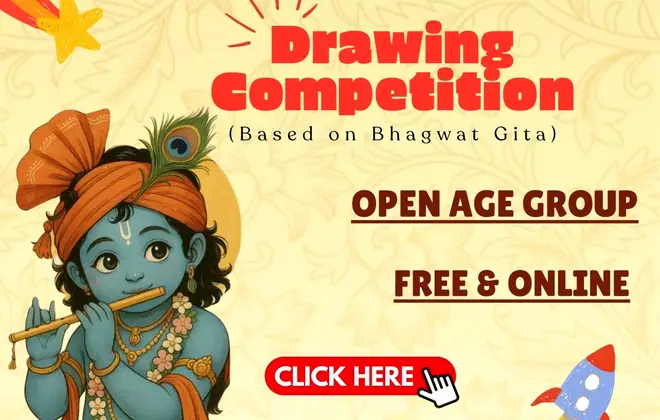 Drawing
Competition
(Based on Bhagwat Gita)
OPEN AGE GROUP
FREE & ONLINE
CLICK HERE